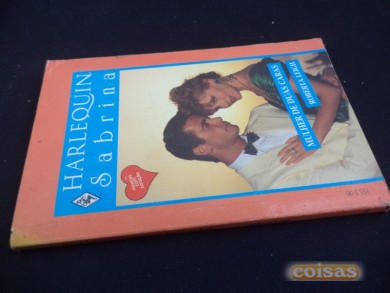 HARLEQUIN
Sabrina
MULHER DE DUAS CARAS
ROBERTA LEIGH
coisas